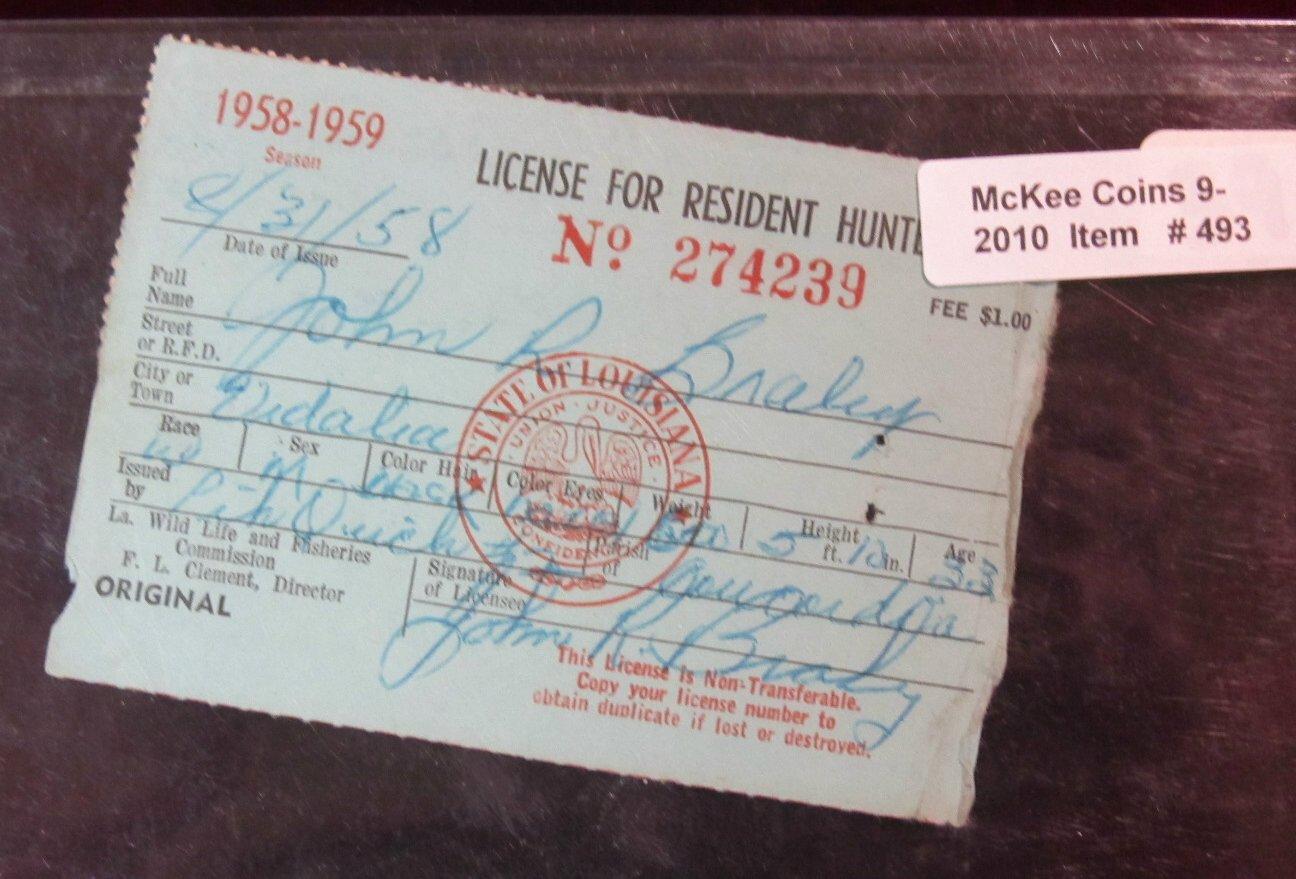 1958-1959
Season
LICENSE FOR RESIDENT HUNTE
McKee Coins 9-
2010 Item # 493
8/31/58
Date of Issue
No. 274239
FEE $1.00
Full
Name John R. Brady
Street
or R.F.D.
City or
Town Vidalia
STATE OF LOUISIANA
UNION · JUSTICE
CONFIDENCE
Race Sex Color Hair Color Eyes Weight Height Age
W M 5 ft. 10 in. 33
Issued
by Parish
of
La. Wild Life and Fisheries
Commission
F. L. Clement, Director
ORIGINAL
Signature
of Licensee John R. Brady
This License is Non-Transferable.
Copy your license number to
obtain duplicate if lost or destroyed.